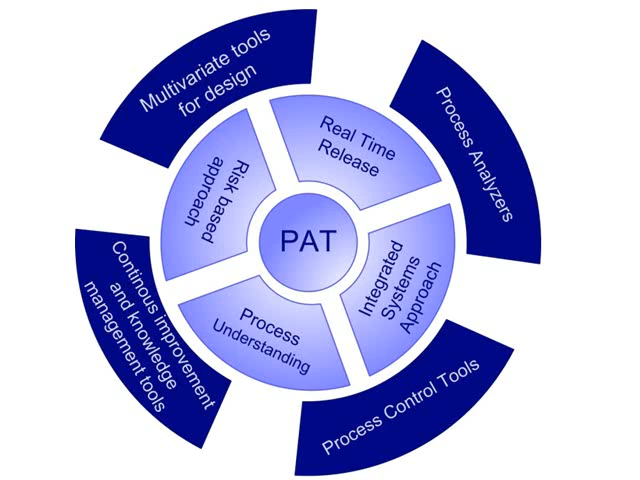 Multivariate tools
for design
Process Analyzers
Process Control Tools
Continous improvement
and knowledge
management tools
Real Time
Release
Integrated
Systems
Approach
Process
Understanding
Risk based
approach
PAT